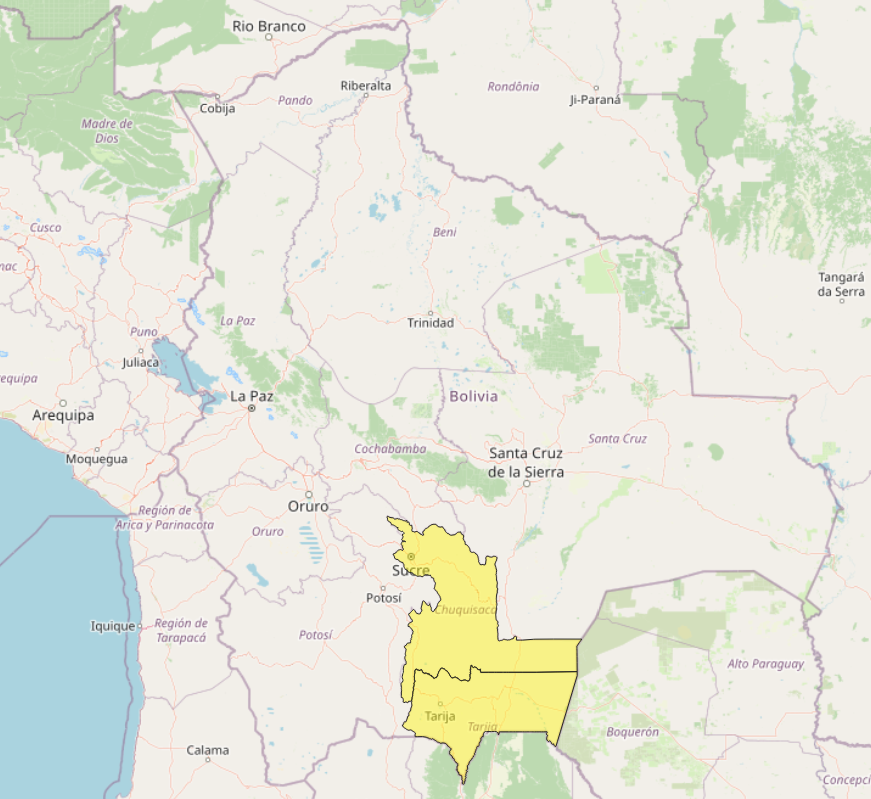 Rio Branco
Riberalta
Rondônia
Ji-Paraná
Cobija
Pando
Madre de
Dios
Cusco
Beni
Tangará
da Serra
Puno
La Paz
Trinidad
Juliaca
La Paz
Bolivia
Arequipa
Santa Cruz
Cochabamba
Santa Cruz
de la Sierra
Moquegua
Oruro
Región de
Arica y Parinacota
Oruro
Sucre
Potosí
Chuquisaca
Iquique
Región de
Tarapacá
Potosí
Alto Paraguay
Tarija
Tarija
Boquerón
Calama